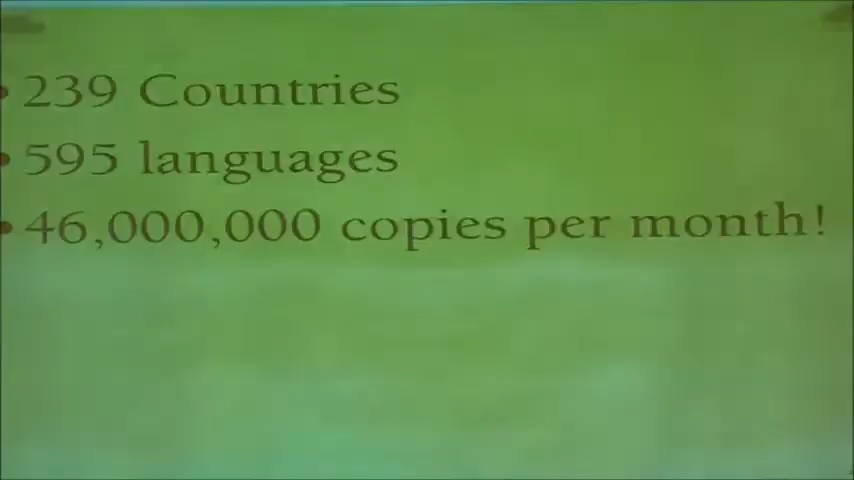 • 239 Countries
• 595 languages
• 46,000,000 copies per month!